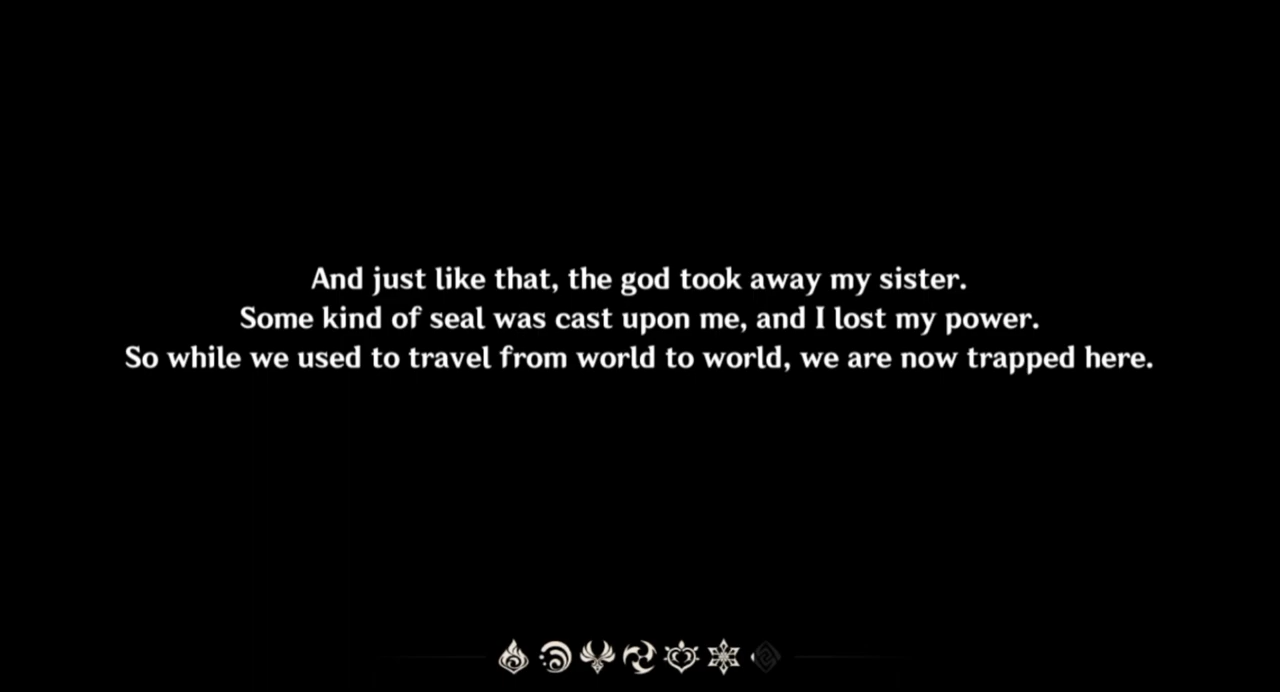 And just like that, the god took away my sister.
Some kind of seal was cast upon me, and I lost my power.
So while we used to travel from world to world, we are now trapped here.